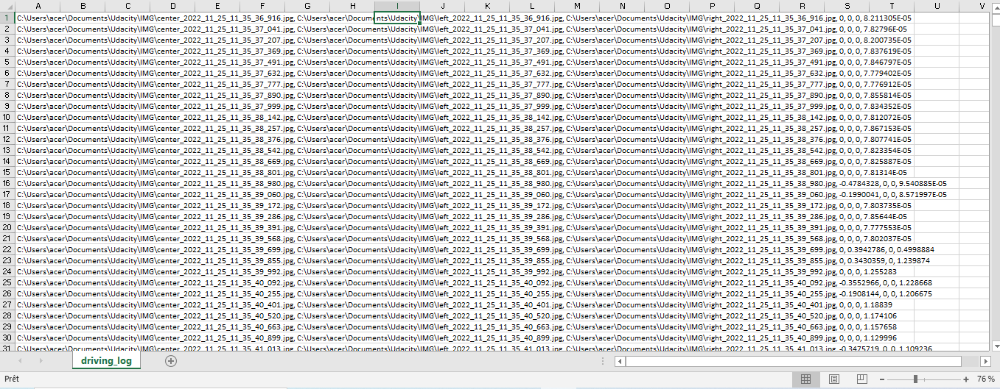 A B C D E F G H I J K L M N O P Q R S T U V
1 C:\Users\acer\Documents\Udacity\IMG\center_2022_11_25_11_35_36_916.jpg, C:\Users\acer\Documents\Udacity\IMG\left_2022_11_25_11_35_36_916.jpg, C:\Users\acer\Documents\Udacity\IMG\right_2022_11_25_11_35_36_916.jpg, 0, 0, 0, 8.211305E-05
2 C:\Users\acer\Documents\Udacity\IMG\center_2022_11_25_11_35_37_041.jpg, C:\Users\acer\Documents\Udacity\IMG\left_2022_11_25_11_35_37_041.jpg, C:\Users\acer\Documents\Udacity\IMG\right_2022_11_25_11_35_37_041.jpg, 0, 0, 0, 7.82796E-05
3 C:\Users\acer\Documents\Udacity\IMG\center_2022_11_25_11_35_37_207.jpg, C:\Users\acer\Documents\Udacity\IMG\left_2022_11_25_11_35_37_207.jpg, C:\Users\acer\Documents\Udacity\IMG\right_2022_11_25_11_35_37_207.jpg, 0, 0, 0, 8.200735E-05
4 C:\Users\acer\Documents\Udacity\IMG\center_2022_11_25_11_35_37_369.jpg, C:\Users\acer\Documents\Udacity\IMG\left_2022_11_25_11_35_37_369.jpg, C:\Users\acer\Documents\Udacity\IMG\right_2022_11_25_11_35_37_369.jpg, 0, 0, 0, 7.837619E-05
5 C:\Users\acer\Documents\Udacity\IMG\center_2022_11_25_11_35_37_491.jpg, C:\Users\acer\Documents\Udacity\IMG\left_2022_11_25_11_35_37_491.jpg, C:\Users\acer\Documents\Udacity\IMG\right_2022_11_25_11_35_37_491.jpg, 0, 0, 0, 7.846797E-05
6 C:\Users\acer\Documents\Udacity\IMG\center_2022_11_25_11_35_37_632.jpg, C:\Users\acer\Documents\Udacity\IMG\left_2022_11_25_11_35_37_632.jpg, C:\Users\acer\Documents\Udacity\IMG\right_2022_11_25_11_35_37_632.jpg, 0, 0, 0, 7.779402E-05
7 C:\Users\acer\Documents\Udacity\IMG\center_2022_11_25_11_35_37_777.jpg, C:\Users\acer\Documents\Udacity\IMG\left_2022_11_25_11_35_37_777.jpg, C:\Users\acer\Documents\Udacity\IMG\right_2022_11_25_11_35_37_777.jpg, 0, 0, 0, 7.776912E-05
8 C:\Users\acer\Documents\Udacity\IMG\center_2022_11_25_11_35_37_890.jpg, C:\Users\acer\Documents\Udacity\IMG\left_2022_11_25_11_35_37_890.jpg, C:\Users\acer\Documents\Udacity\IMG\right_2022_11_25_11_35_37_890.jpg, 0, 0, 0, 7.855814E-05
9 C:\Users\acer\Documents\Udacity\IMG\center_2022_11_25_11_35_37_999.jpg, C:\Users\acer\Documents\Udacity\IMG\left_2022_11_25_11_35_37_999.jpg, C:\Users\acer\Documents\Udacity\IMG\right_2022_11_25_11_35_37_999.jpg, 0, 0, 0, 7.834352E-05
10 C:\Users\acer\Documents\Udacity\IMG\center_2022_11_25_11_35_38_142.jpg, C:\Users\acer\Documents\Udacity\IMG\left_2022_11_25_11_35_38_142.jpg, C:\Users\acer\Documents\Udacity\IMG\right_2022_11_25_11_35_38_142.jpg, 0, 0, 0, 7.812072E-05
11 C:\Users\acer\Documents\Udacity\IMG\center_2022_11_25_11_35_38_257.jpg, C:\Users\acer\Documents\Udacity\IMG\left_2022_11_25_11_35_38_257.jpg, C:\Users\acer\Documents\Udacity\IMG\right_2022_11_25_11_35_38_257.jpg, 0, 0, 0, 7.867153E-05
12 C:\Users\acer\Documents\Udacity\IMG\center_2022_11_25_11_35_38_376.jpg, C:\Users\acer\Documents\Udacity\IMG\left_2022_11_25_11_35_38_376.jpg, C:\Users\acer\Documents\Udacity\IMG\right_2022_11_25_11_35_38_376.jpg, 0, 0, 0, 7.807741E-05
13 C:\Users\acer\Documents\Udacity\IMG\center_2022_11_25_11_35_38_542.jpg, C:\Users\acer\Documents\Udacity\IMG\left_2022_11_25_11_35_38_542.jpg, C:\Users\acer\Documents\Udacity\IMG\right_2022_11_25_11_35_38_542.jpg, 0, 0, 0, 7.823354E-05
14 C:\Users\acer\Documents\Udacity\IMG\center_2022_11_25_11_35_38_669.jpg, C:\Users\acer\Documents\Udacity\IMG\left_2022_11_25_11_35_38_669.jpg, C:\Users\acer\Documents\Udacity\IMG\right_2022_11_25_11_35_38_669.jpg, 0, 0, 0, 7.825887E-05
15 C:\Users\acer\Documents\Udacity\IMG\center_2022_11_25_11_35_38_801.jpg, C:\Users\acer\Documents\Udacity\IMG\left_2022_11_25_11_35_38_801.jpg, C:\Users\acer\Documents\Udacity\IMG\right_2022_11_25_11_35_38_801.jpg, 0, 0, 0, 7.81314E-05
16 C:\Users\acer\Documents\Udacity\IMG\center_2022_11_25_11_35_38_980.jpg, C:\Users\acer\Documents\Udacity\IMG\left_2022_11_25_11_35_38_980.jpg, C:\Users\acer\Documents\Udacity\IMG\right_2022_11_25_11_35_38_980.jpg, -0.4784328, 0, 0, 9.540885E-05
17 C:\Users\acer\Documents\Udacity\IMG\center_2022_11_25_11_35_39_060.jpg, C:\Users\acer\Documents\Udacity\IMG\left_2022_11_25_11_35_39_060.jpg, C:\Users\acer\Documents\Udacity\IMG\right_2022_11_25_11_35_39_060.jpg, -0.1990041, 0, 0, 8.571997E-05
18 C:\Users\acer\Documents\Udacity\IMG\center_2022_11_25_11_35_39_172.jpg, C:\Users\acer\Documents\Udacity\IMG\left_2022_11_25_11_35_39_172.jpg, C:\Users\acer\Documents\Udacity\IMG\right_2022_11_25_11_35_39_172.jpg, 0, 0, 0, 7.803735E-05
19 C:\Users\acer\Documents\Udacity\IMG\center_2022_11_25_11_35_39_286.jpg, C:\Users\acer\Documents\Udacity\IMG\left_2022_11_25_11_35_39_286.jpg, C:\Users\acer\Documents\Udacity\IMG\right_2022_11_25_11_35_39_286.jpg, 0, 0, 0, 7.85644E-05
20 C:\Users\acer\Documents\Udacity\IMG\center_2022_11_25_11_35_39_391.jpg, C:\Users\acer\Documents\Udacity\IMG\left_2022_11_25_11_35_39_391.jpg, C:\Users\acer\Documents\Udacity\IMG\right_2022_11_25_11_35_39_391.jpg, 0, 0, 0, 7.777553E-05
21 C:\Users\acer\Documents\Udacity\IMG\center_2022_11_25_11_35_39_568.jpg, C:\Users\acer\Documents\Udacity\IMG\left_2022_11_25_11_35_39_568.jpg, C:\Users\acer\Documents\Udacity\IMG\right_2022_11_25_11_35_39_568.jpg, 0, 0, 0, 7.802037E-05
22 C:\Users\acer\Documents\Udacity\IMG\center_2022_11_25_11_35_39_699.jpg, C:\Users\acer\Documents\Udacity\IMG\left_2022_11_25_11_35_39_699.jpg, C:\Users\acer\Documents\Udacity\IMG\right_2022_11_25_11_35_39_699.jpg, 0, 0.3942786, 0, 0.4998884
23 C:\Users\acer\Documents\Udacity\IMG\center_2022_11_25_11_35_39_855.jpg, C:\Users\acer\Documents\Udacity\IMG\left_2022_11_25_11_35_39_855.jpg, C:\Users\acer\Documents\Udacity\IMG\right_2022_11_25_11_35_39_855.jpg, 0, 0.3430359, 0, 1.239874
24 C:\Users\acer\Documents\Udacity\IMG\center_2022_11_25_11_35_39_992.jpg, C:\Users\acer\Documents\Udacity\IMG\left_2022_11_25_11_35_39_992.jpg, C:\Users\acer\Documents\Udacity\IMG\right_2022_11_25_11_35_39_992.jpg, 0, 0, 0, 1.255283
25 C:\Users\acer\Documents\Udacity\IMG\center_2022_11_25_11_35_40_092.jpg, C:\Users\acer\Documents\Udacity\IMG\left_2022_11_25_11_35_40_092.jpg, C:\Users\acer\Documents\Udacity\IMG\right_2022_11_25_11_35_40_092.jpg, -0.3552966, 0, 0, 1.228668
26 C:\Users\acer\Documents\Udacity\IMG\center_2022_11_25_11_35_40_255.jpg, C:\Users\acer\Documents\Udacity\IMG\left_2022_11_25_11_35_40_255.jpg, C:\Users\acer\Documents\Udacity\IMG\right_2022_11_25_11_35_40_255.jpg, -0.1908144, 0, 0, 1.206675
27 C:\Users\acer\Documents\Udacity\IMG\center_2022_11_25_11_35_40_401.jpg, C:\Users\acer\Documents\Udacity\IMG\left_2022_11_25_11_35_40_401.jpg, C:\Users\acer\Documents\Udacity\IMG\right_2022_11_25_11_35_40_401.jpg, 0, 0, 0, 1.18839
28 C:\Users\acer\Documents\Udacity\IMG\center_2022_11_25_11_35_40_520.jpg, C:\Users\acer\Documents\Udacity\IMG\left_2022_11_25_11_35_40_520.jpg, C:\Users\acer\Documents\Udacity\IMG\right_2022_11_25_11_35_40_520.jpg, 0, 0, 0, 1.174106
29 C:\Users\acer\Documents\Udacity\IMG\center_2022_11_25_11_35_40_663.jpg, C:\Users\acer\Documents\Udacity\IMG\left_2022_11_25_11_35_40_663.jpg, C:\Users\acer\Documents\Udacity\IMG\right_2022_11_25_11_35_40_663.jpg, 0, 0, 0, 1.157658
30 C:\Users\acer\Documents\Udacity\IMG\center_2022_11_25_11_35_40_899.jpg, C:\Users\acer\Documents\Udacity\IMG\left_2022_11_25_11_35_40_899.jpg, C:\Users\acer\Documents\Udacity\IMG\right_2022_11_25_11_35_40_899.jpg, 0, 0, 0, 1.129996
31 C:\Users\acer\Documents\Udacity\IMG\center_2022_11_25_11_35_41_013.jpg, C:\Users\acer\Documents\Udacity\IMG\left_2022_11_25_11_35_41_013.jpg, C:\Users\acer\Documents\Udacity\IMG\right_2022_11_25_11_35_41_013.jpg, -0.3475719, 0, 0, 1.109236
driving_log
Prêt
76 %